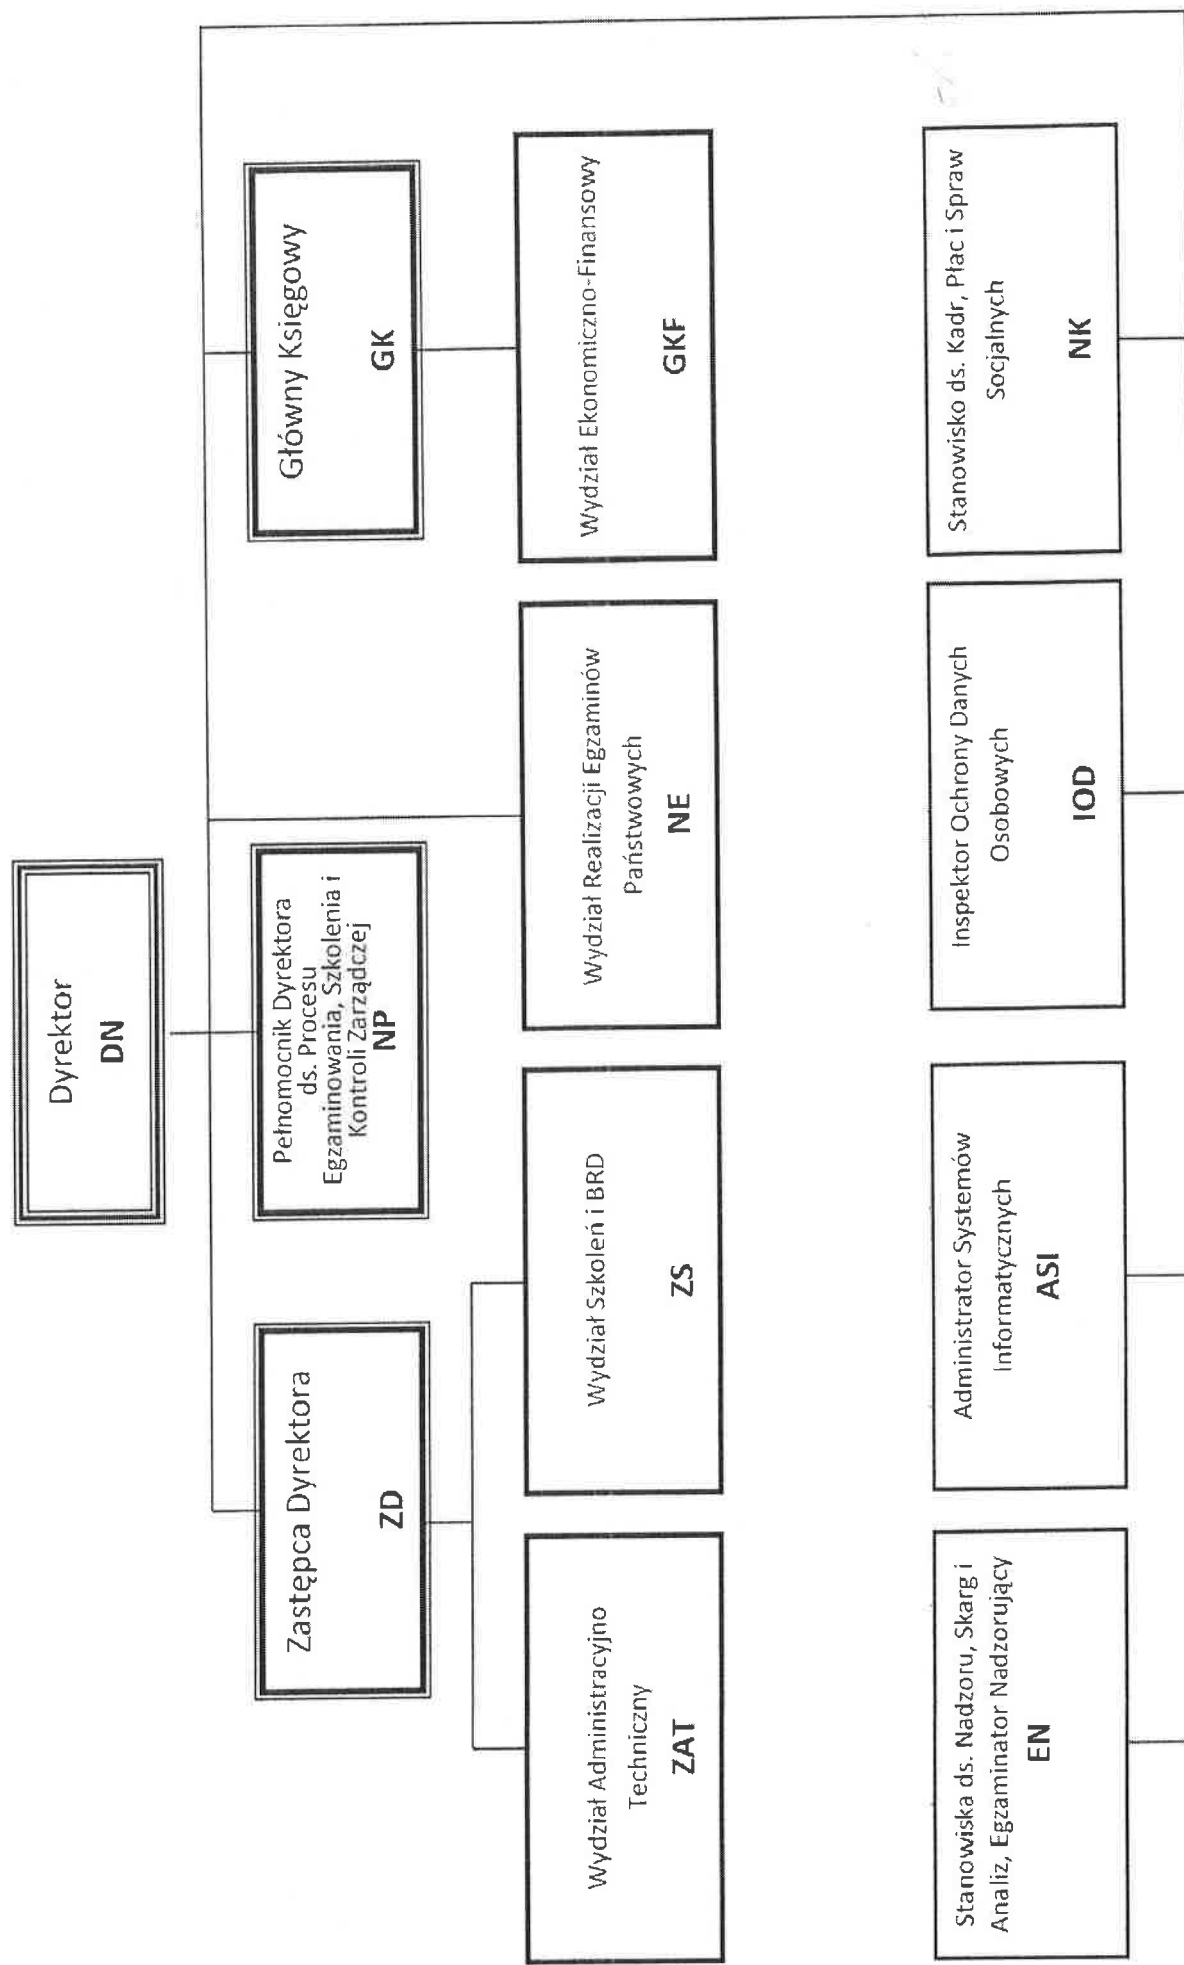 Dyrektor
DN
Zastępca Dyrektora
ZD
Pełnomocnik Dyrektora
ds. Procesu
Egzaminowania, Szkolenia i
Kontroli Zarządczej
NP
Główny Księgowy
GK
Wydział Administracyjno
Techniczny
ZAT
Wydział Szkoleń i BRD
ZS
Wydział Realizacji Egzaminów
Państwowych
NE
Wydział Ekonomiczno-Finansowy
GKF
Stanowiska ds. Nadzoru, Skarg i
Analiz, Egzaminator Nadzorujący
EN
Administrator Systemów
Informatycznych
ASI
Inspektor Ochrony Danych
Osobowych
IOD
Stanowisko ds. Kadr, Płac i Spraw
Socjalnych
NK